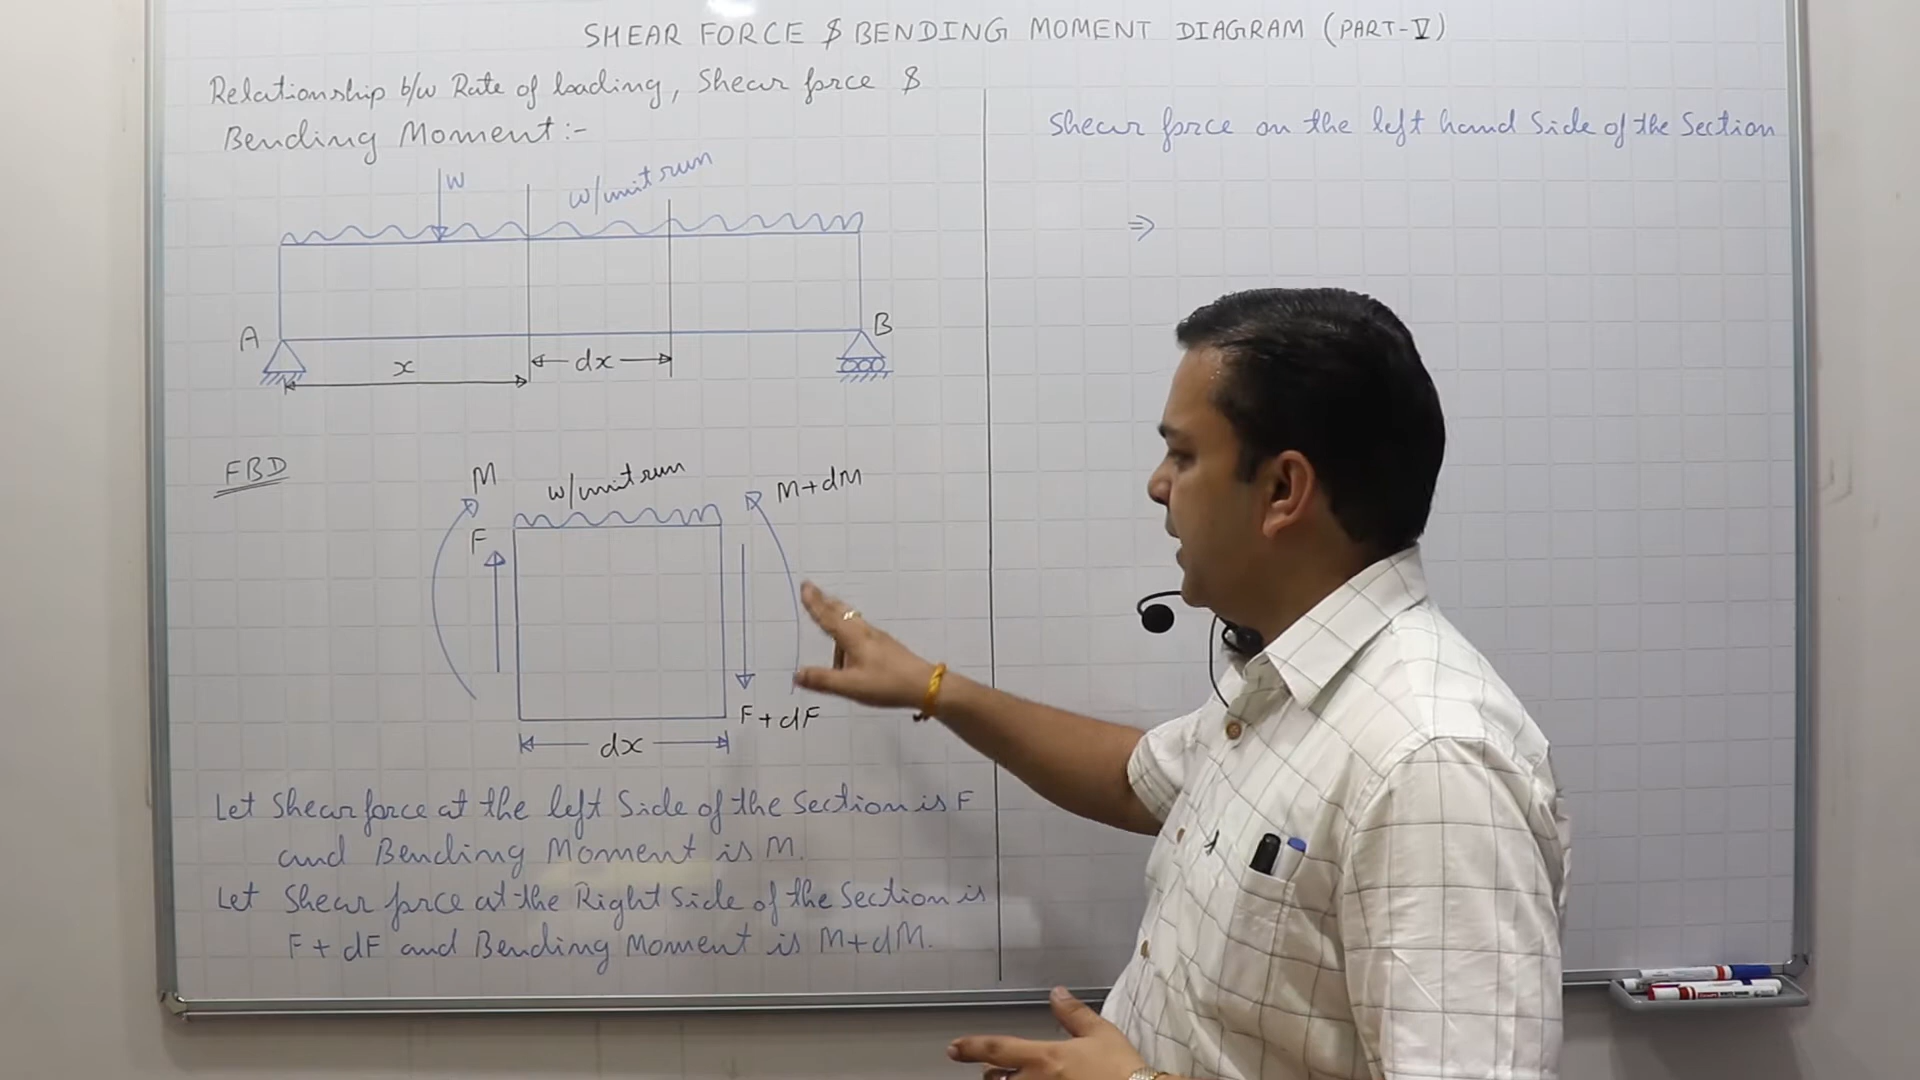 SHEAR FORCE & BENDING MOMENT DIAGRAM (PART-V)
Relationship b/w Rate of loading, Shear force &
Bending Moment:-
W
w/unit run
A
B
x
dx
FBD
M
w/unit run
M+dM
F
F+dF
dx
Let Shear force at the left Side of the Section is F
and Bending Moment is M.
Let Shear force at the Right Side of the Section is
F+dF and Bending Moment is M+dM.
Shear force on the left hand Side of the Section
⇒